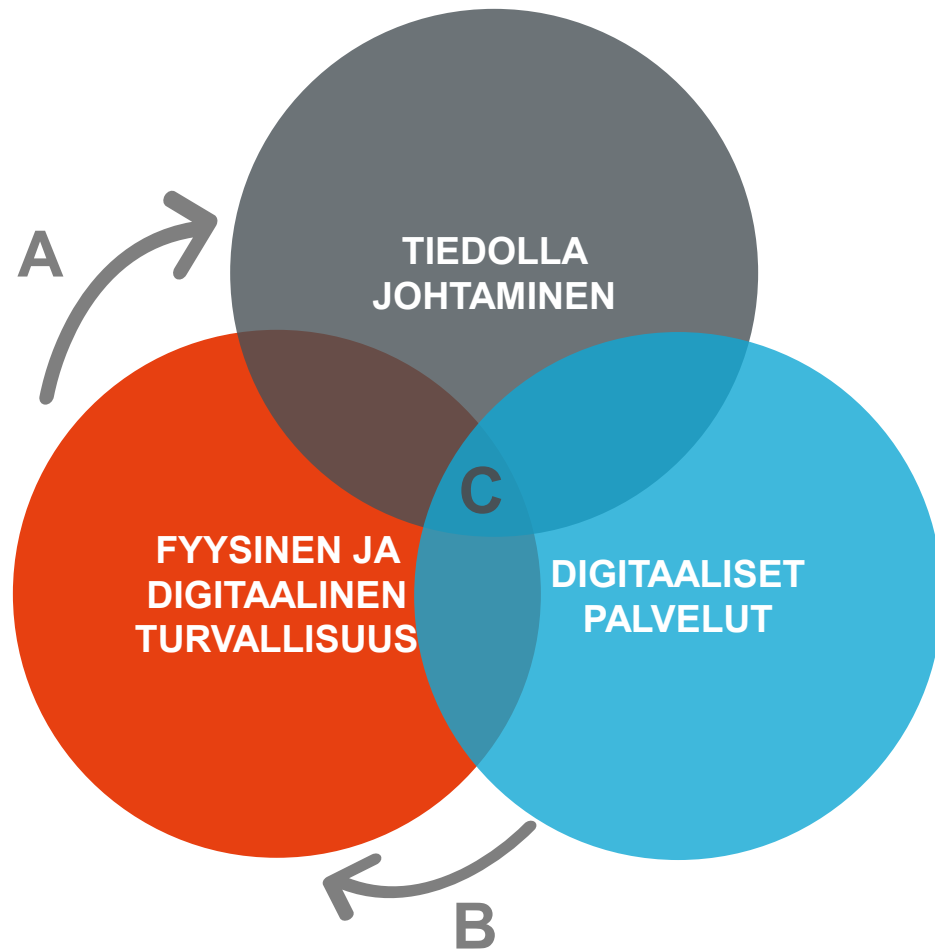 A
TIEDOLLA
JOHTAMINEN
C
FYYSINEN JA
DIGITAALINEN
TURVALLISUUS
DIGITAALISET
PALVELUT
B